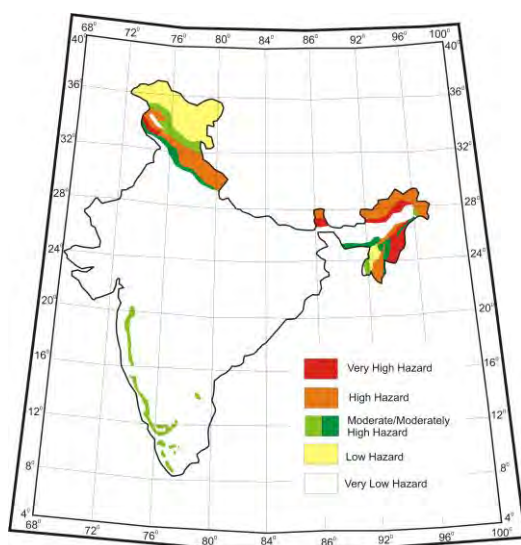 68° 72° 76° 80° 84° 88° 92° 96° 100°
40° 40°
36° 36°
32° 32°
28° 28°
24° 24°
20° 20°
16° 16°
12° 12°
8° 8°
4° 4°
68° 72° 76° 80° 84° 88° 92° 96° 100°
Very High Hazard
High Hazard
Moderate/Moderately
High Hazard
Low Hazard
Very Low Hazard